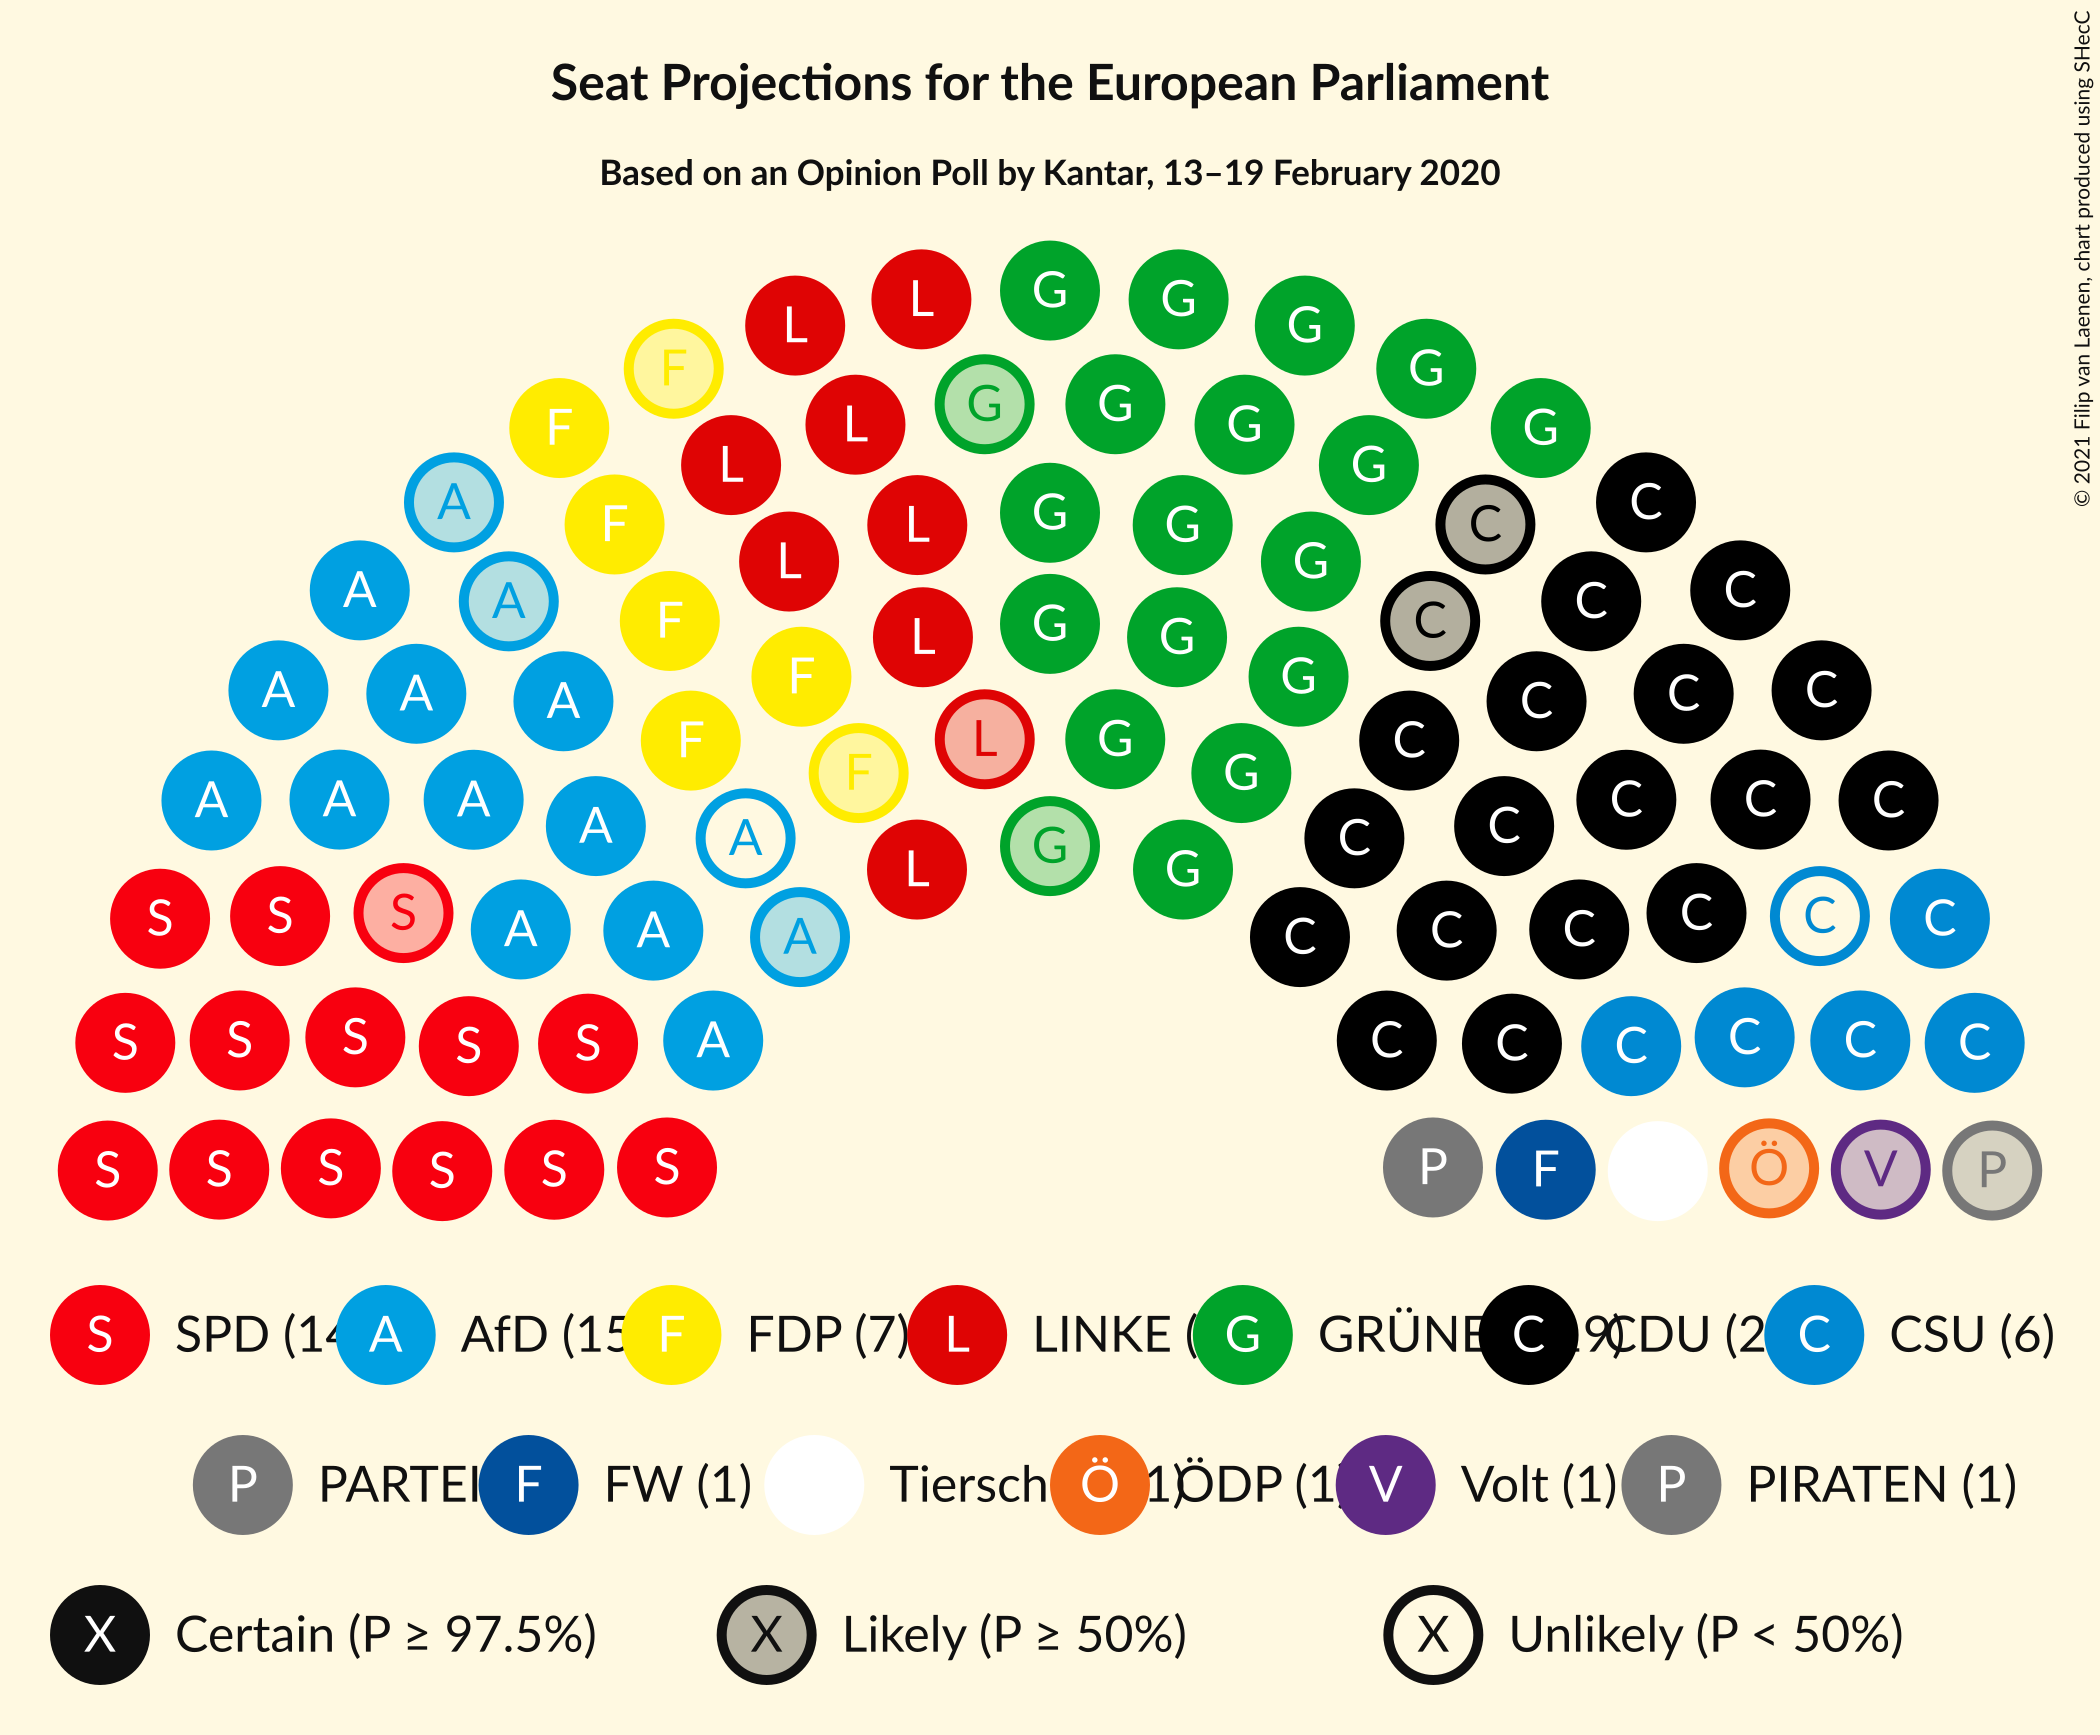 Seat Projections for the European Parliament
Based on an Opinion Poll by Kantar, 13–19 February 2020
© 2021 Filip van Laenen, chart produced using SHecC
L G G
L G
F G
G G
F L G G
L G
A G C
F L G C
L G
A C
A C
F G C
L G
F G
A A C C
A C
F L G C
F G
A A A C C C
A C
A G C
L G
S S S C C C
A A A C C C
S S S S S A C C C C C C
S S S S S S P F Ö V P
S SPD (14 A AfD (15 F FDP (7) L LINKE ( G GRÜNE C 9) CDU (2 C CSU (6)
P PARTEI F FW (1) Tiersch Ö 1) ÖDP (1 V Volt (1) P PIRATEN (1)
X Certain (P ≥ 97.5%) X Likely (P ≥ 50%) X Unlikely (P < 50%)